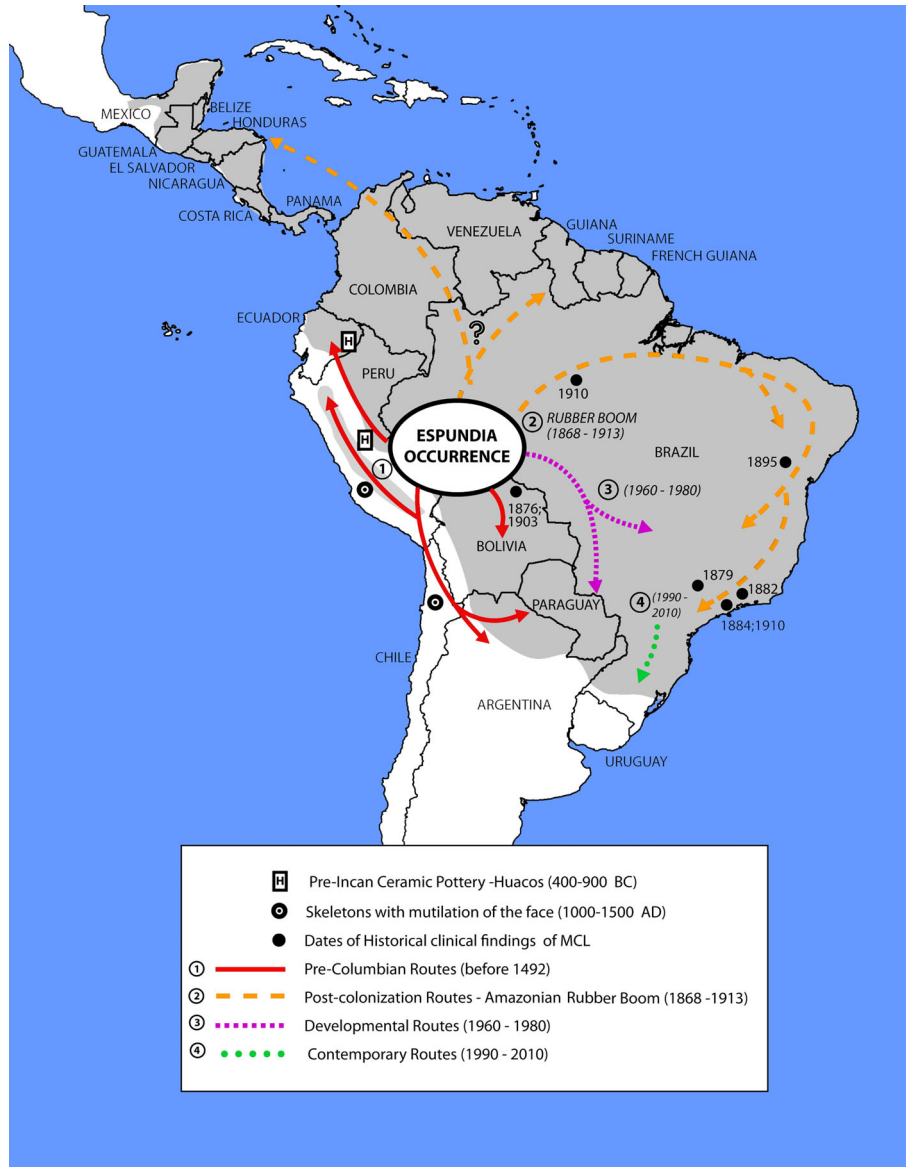 MEXICO
BELIZE
HONDURAS
GUATEMALA
EL SALVADOR
NICARAGUA
COSTA RICA
PANAMA
VENEZUELA
GUIANA
SURINAME
FRENCH GUIANA
COLOMBIA
ECUADOR
H
?
PERU
1910
2 RUBBER BOOM
(1868 - 1913)
ESPUNDIA
OCCURRENCE
BRAZIL
H
1
1895
3 (1960 - 1980)
1876;
1903
BOLIVIA
1879
1882
4 (1990 -
2010)
PARAGUAY
1884;1910
CHILE
ARGENTINA
URUGUAY
H Pre-Incan Ceramic Pottery -Huacos (400-900 BC)
Skeletons with mutilation of the face (1000-1500 AD)
Dates of Historical clinical findings of MCL
1 Pre-Columbian Routes (before 1492)
2 Post-colonization Routes - Amazonian Rubber Boom (1868 -1913)
3 Developmental Routes (1960 - 1980)
4 Contemporary Routes (1990 - 2010)